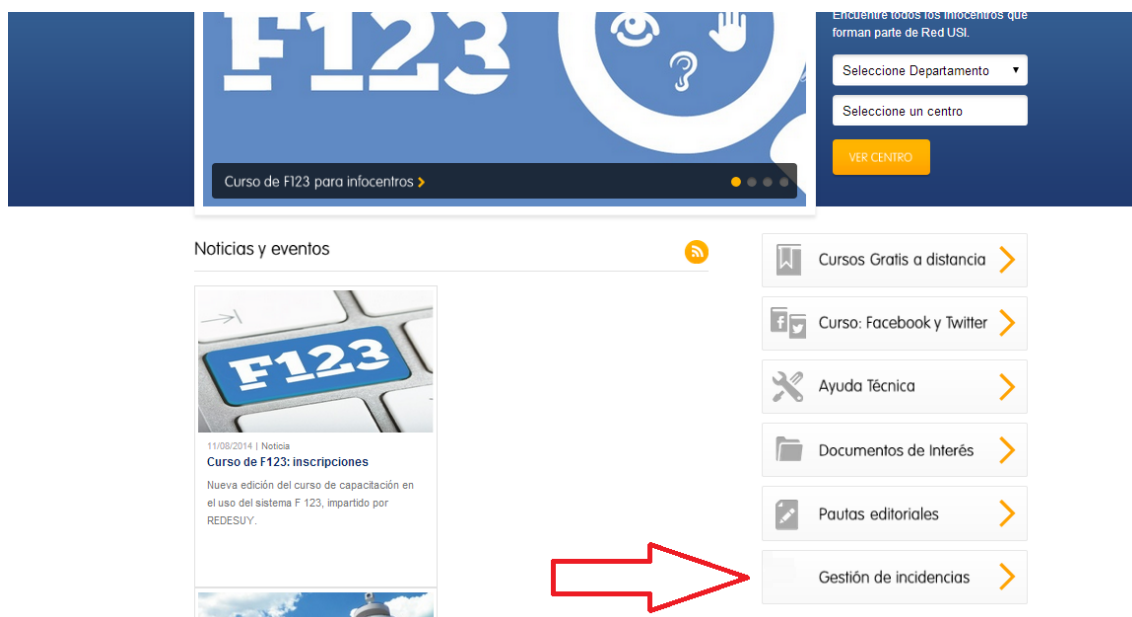 F123
Curso de F123 para infocentros
Encuentre todos los infocentros que
forman parte de Red USI.
Seleccione Departamento
Seleccione un centro
VER CENTRO
Noticias y eventos
F123
11/08/2014 | Noticia
Curso de F123: inscripciones
Nueva edición del curso de capacitación en
el uso del sistema F 123, impartido por
REDESUY.
Cursos Gratis a distancia
Curso: Facebook y Twitter
Ayuda Técnica
Documentos de Interés
Pautas editoriales
Gestión de incidencias